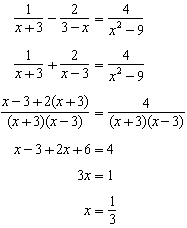 1/(x+3) − 2/(3−x) = 4/(x²−9)
1/(x+3) + 2/(x−3) = 4/(x²−9)
(x−3+2(x+3))/((x+3)(x−3)) = 4/((x+3)(x−3))
x−3+2x+6 = 4
3x = 1
x = 1/3